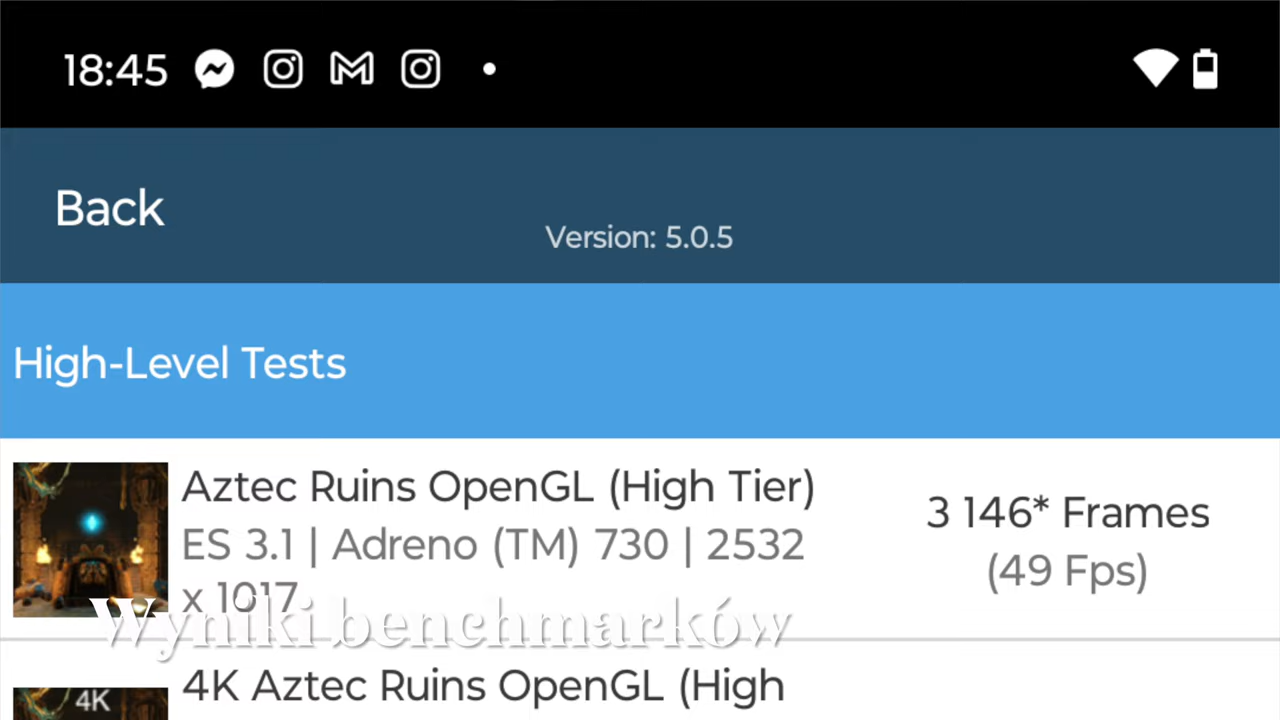 18:45
Back
Version: 5.0.5
High-Level Tests
Aztec Ruins OpenGL (High Tier)
ES 3.1 | Adreno (TM) 730 | 2532
x 1017
3 146* Frames
(49 Fps)
Wyniki benchmarków
4K
4K Aztec Ruins OpenGL (High